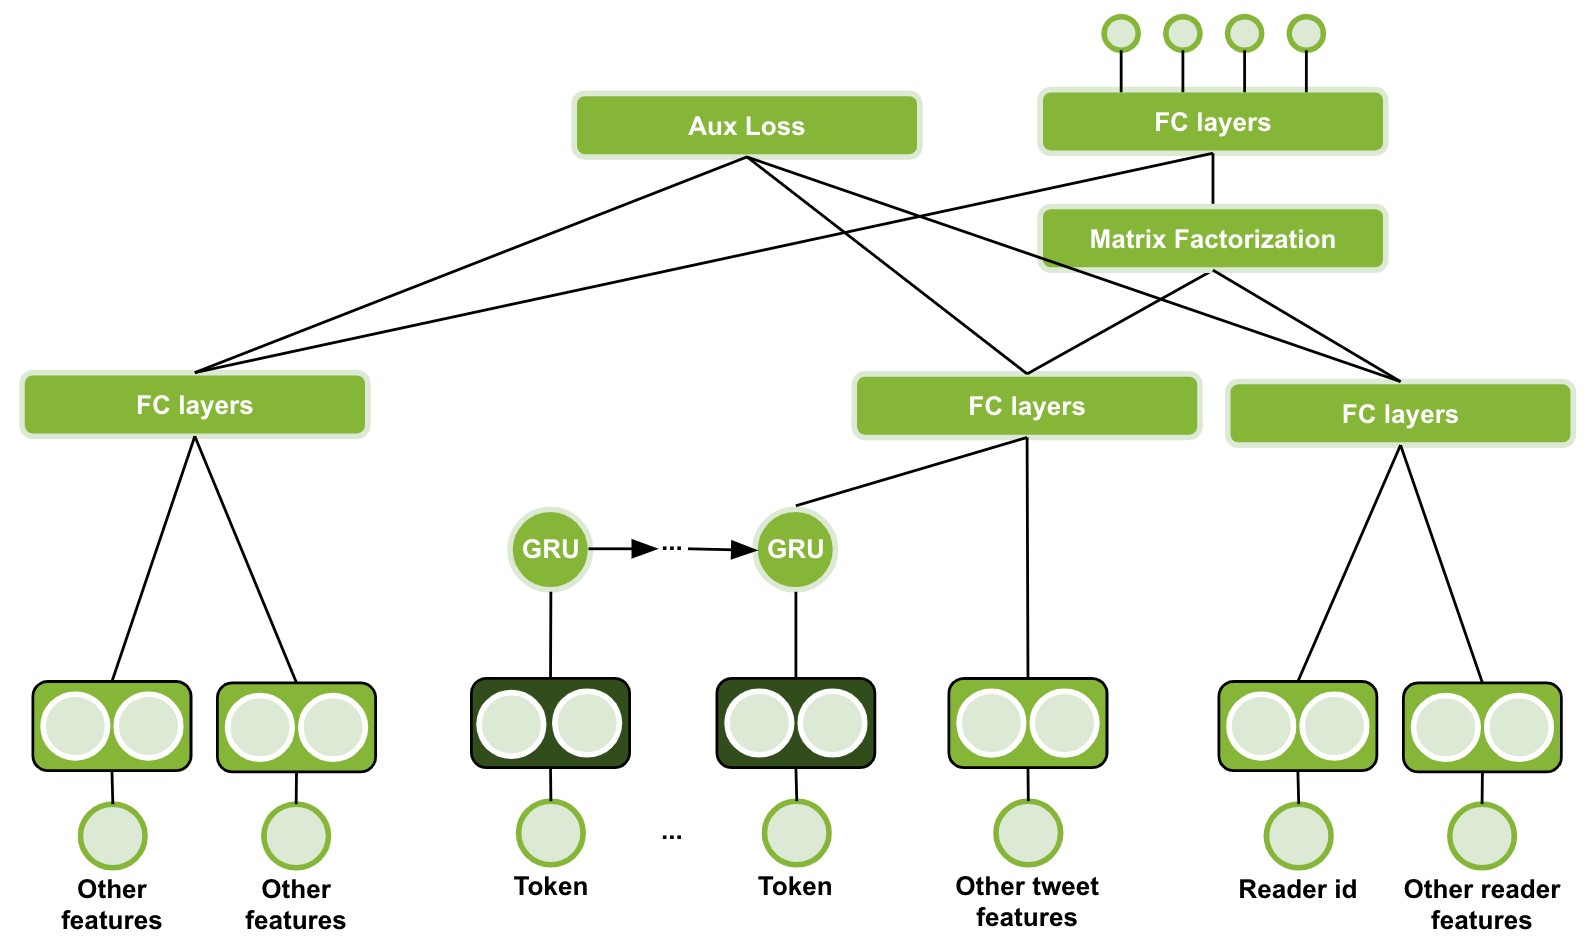 Aux Loss
FC layers
Matrix Factorization
FC layers
FC layers
FC layers
GRU
...
GRU
...
Other
features
Other
features
Token
Token
Other tweet
features
Reader id
Other reader
features